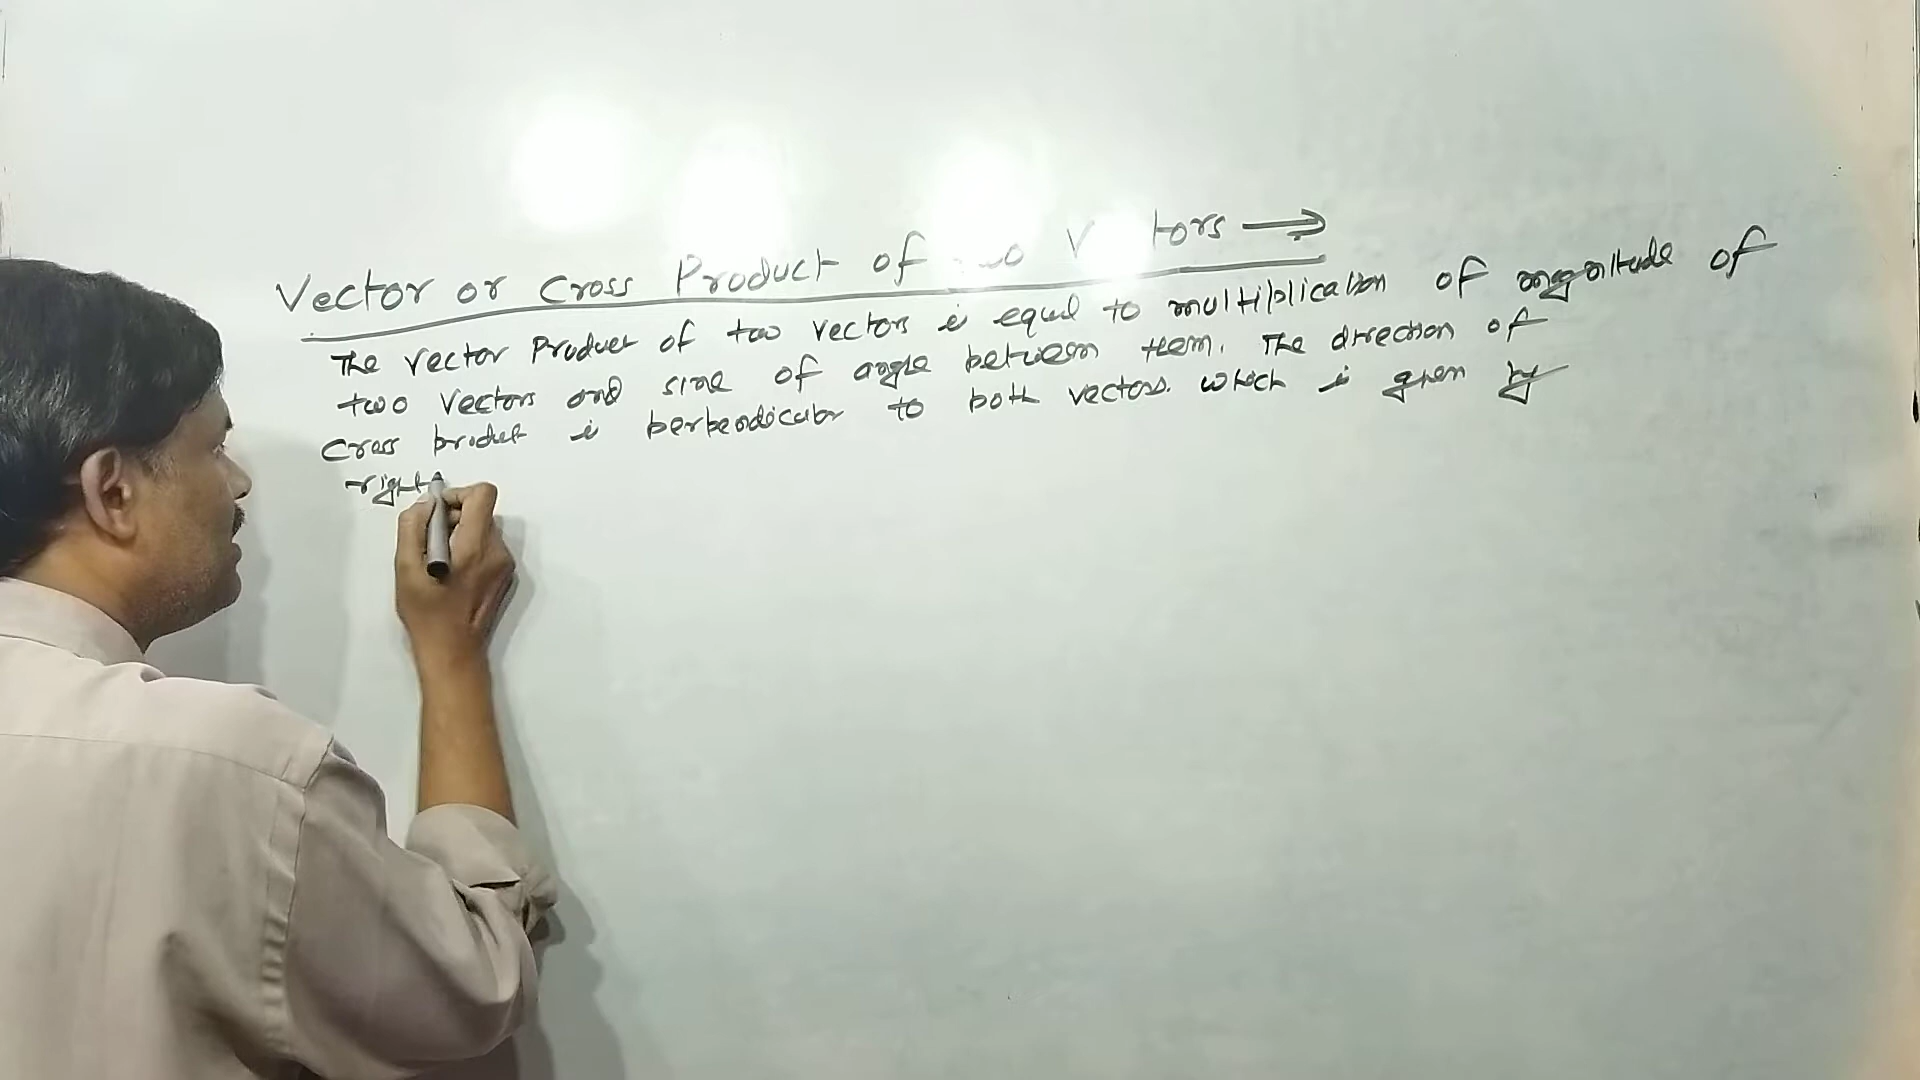 Vector or Cross Product of two Vectors →
The vector Product of two vectors is equal to multiplication of magnitude of
two vectors and sine of angle between them. The direction of
cross product is perpendicular to both vectors. which is given by
right